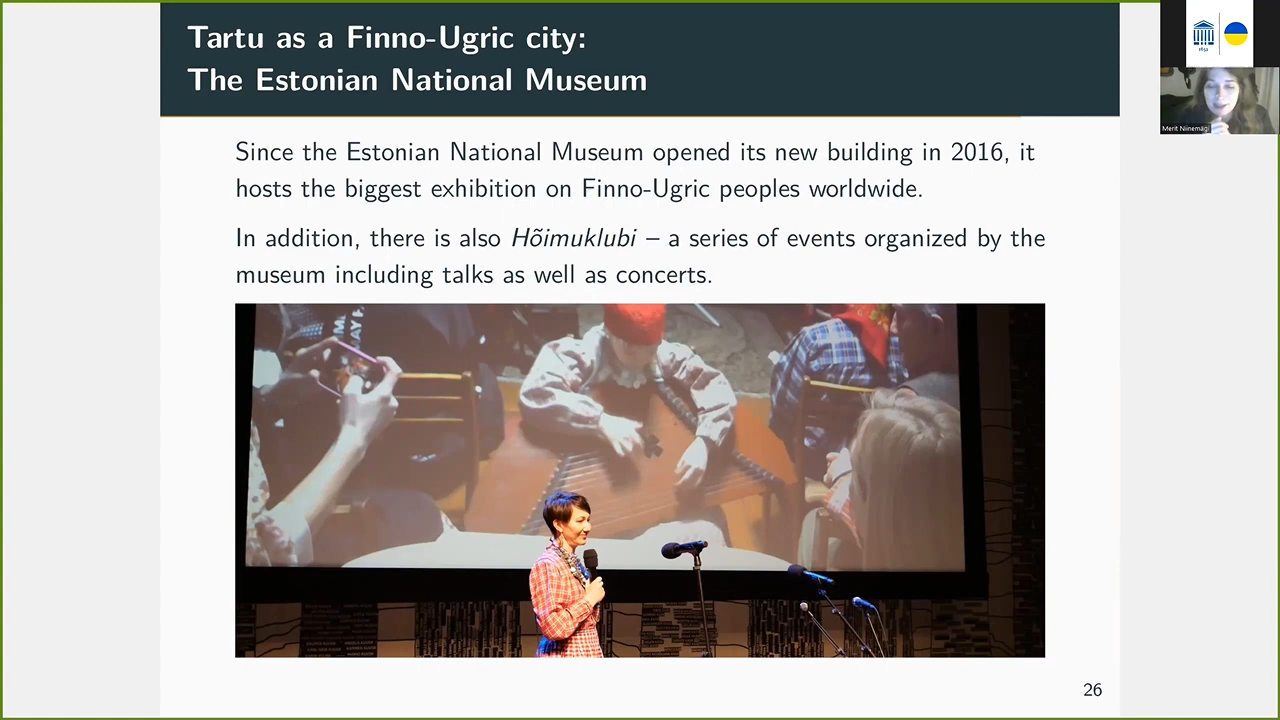 Tartu as a Finno-Ugric city:
The Estonian National Museum
Since the Estonian National Museum opened its new building in 2016, it
hosts the biggest exhibition on Finno-Ugric peoples worldwide.
In addition, there is also Hõimuklubi – a series of events organized by the
museum including talks as well as concerts.
26
1632
Merit Niinemägi